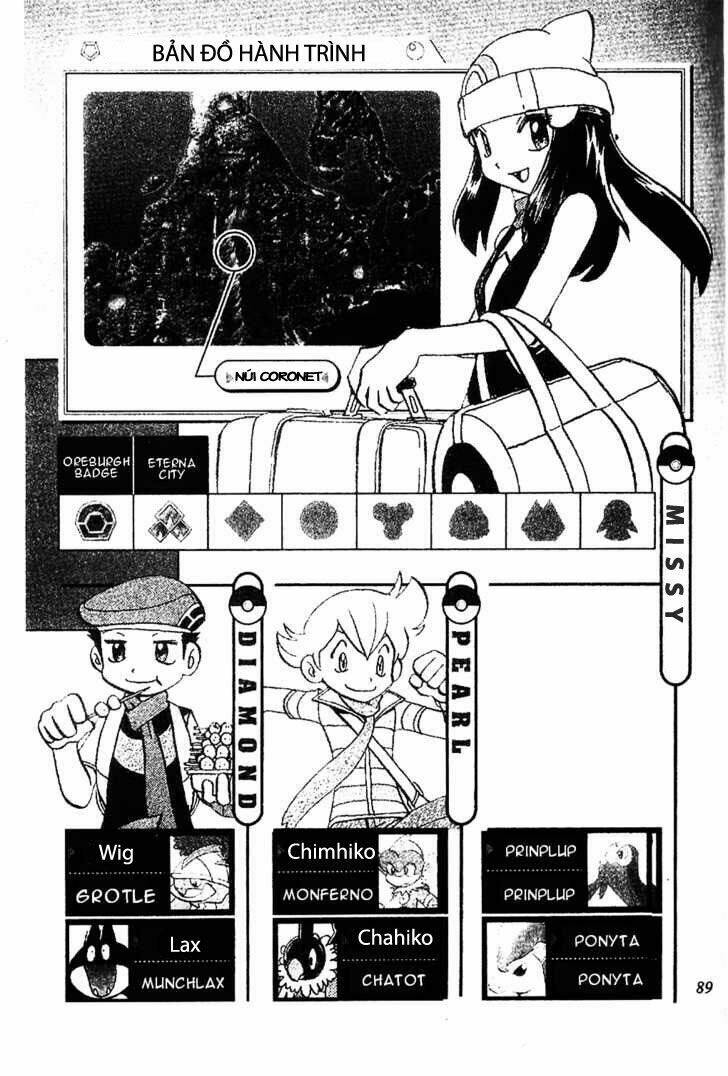 BẢN ĐỒ HÀNH TRÌNH
NÚI CORONET
OREBURGH
BADGE
ETERNA
CITY
MISSY
DIAMOND
PEARL
Wig
GROTLE
Lax
MUNCHLAX
Chimhiko
MONFERNO
Chahiko
CHATOT
PRINPLUP
PRINPLUP
PONYTA
PONYTA
89